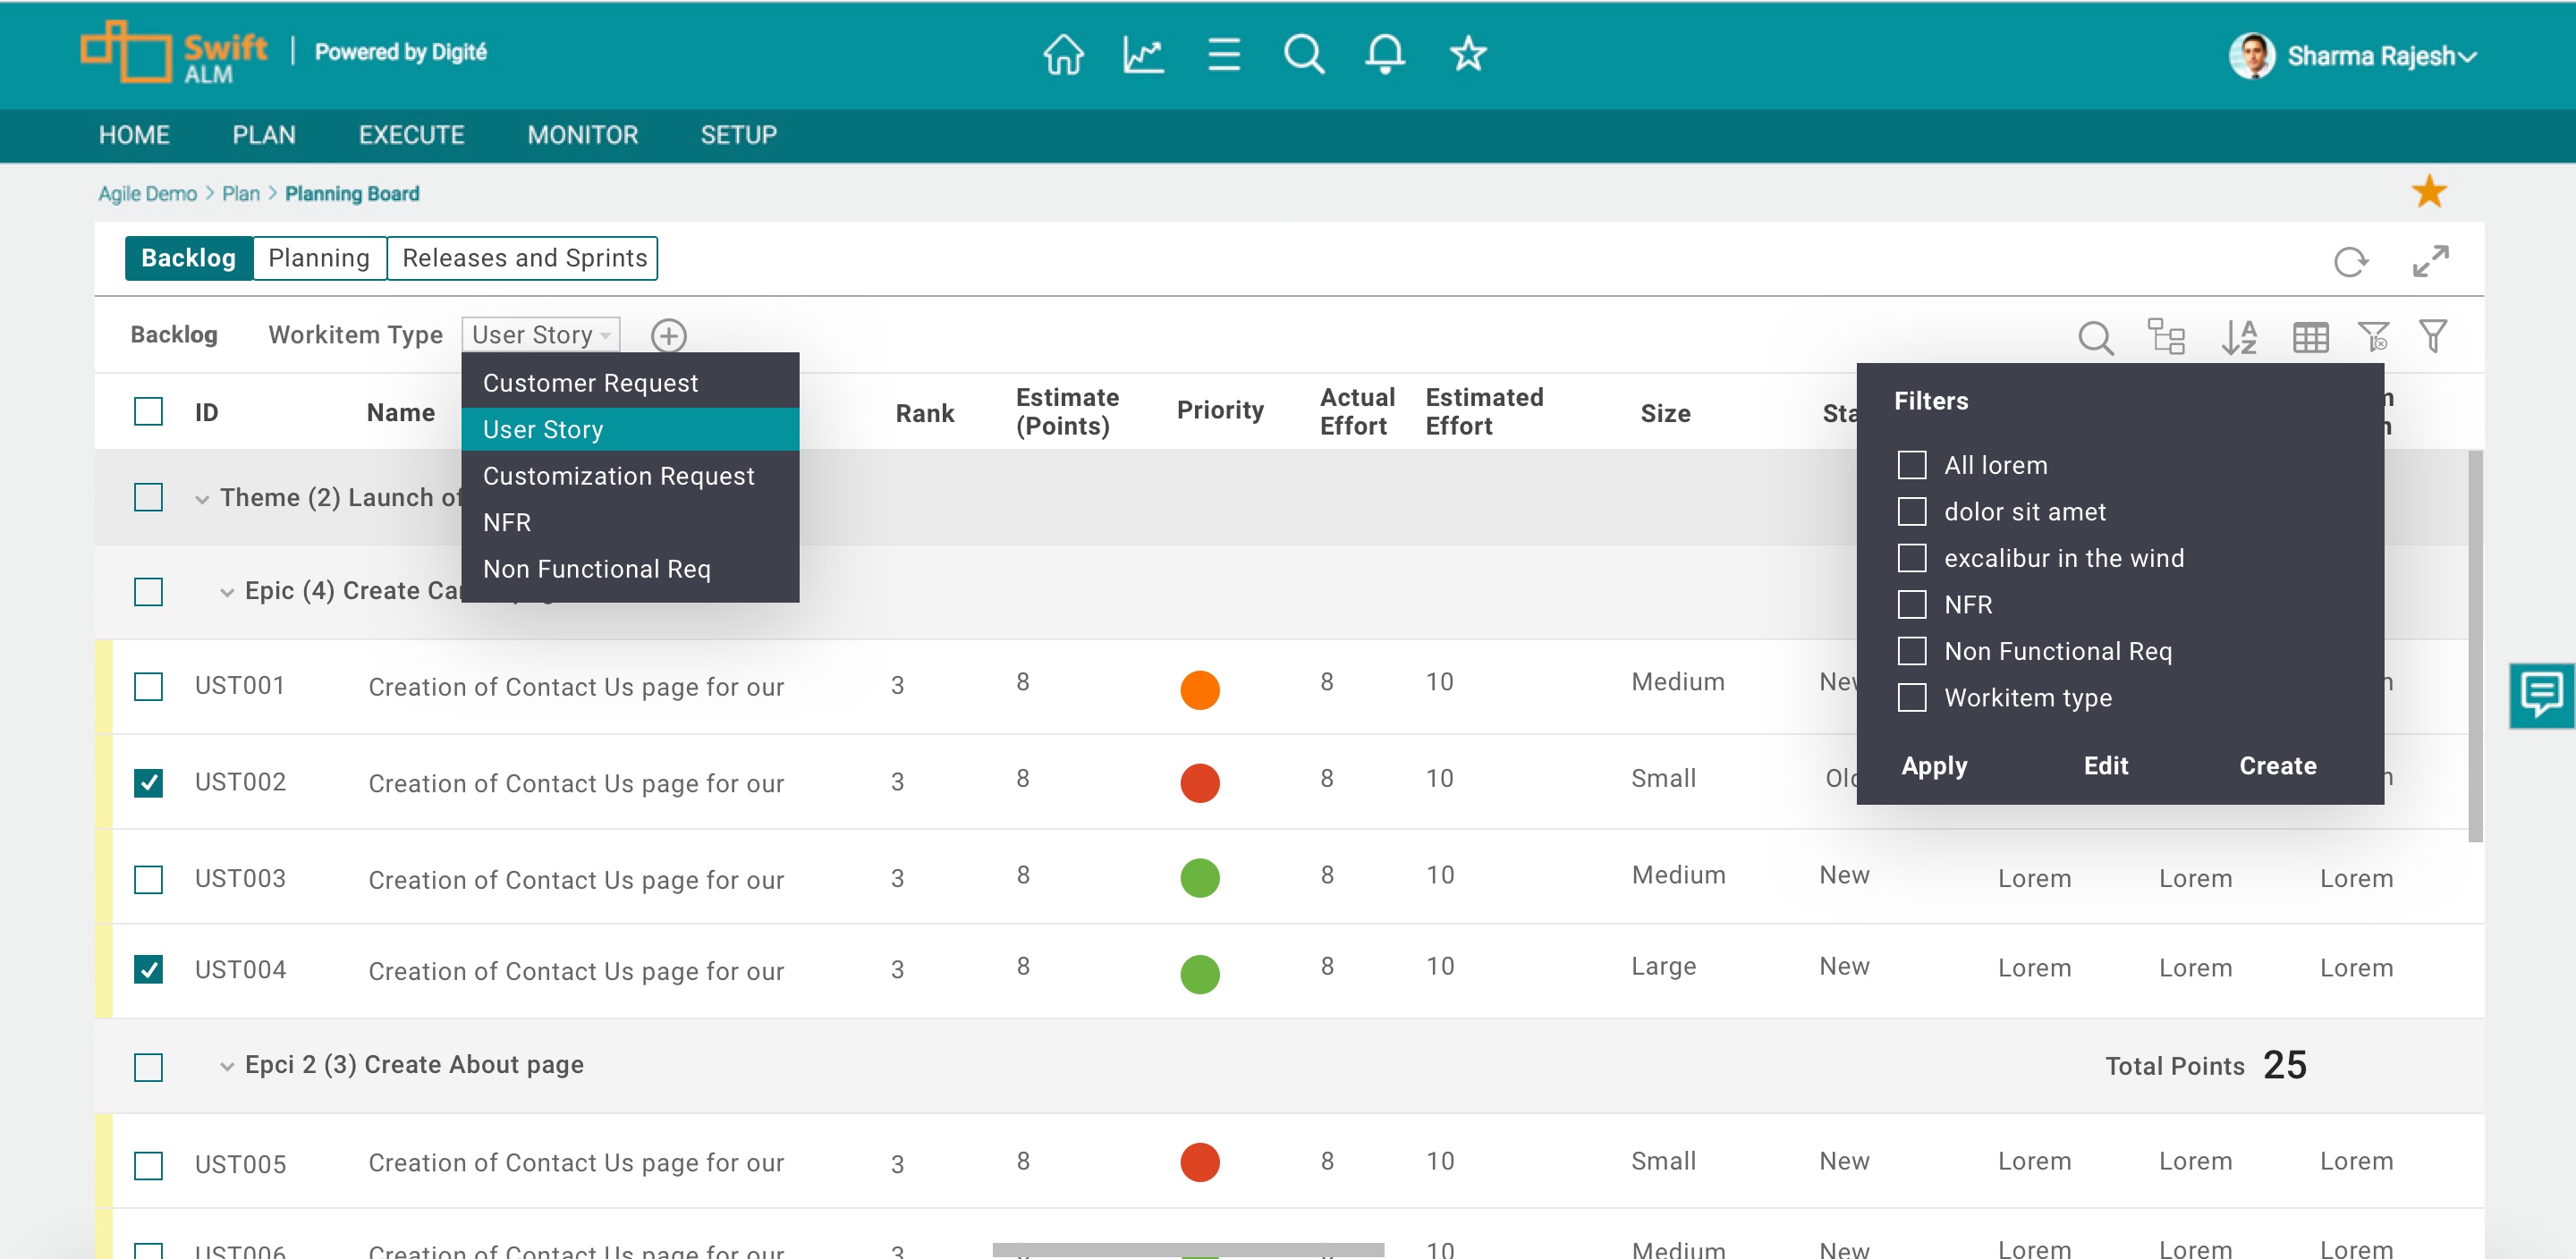 Swift ALM | Powered by Digité
Sharma Rajesh
HOME PLAN EXECUTE MONITOR SETUP
Agile Demo > Plan > Planning Board
Backlog Planning Releases and Sprints
Backlog Workitem Type User Story
Customer Request
User Story
Customization Request
NFR
Non Functional Req
ID Name Rank Estimate (Points) Priority Actual Effort Estimated Effort Size
Filters
All lorem
dolor sit amet
excalibur in the wind
NFR
Non Functional Req
Workitem type
Apply Edit Create
Theme (2) Launch of
Epic (4) Create
UST001 Creation of Contact Us page for our 3 8 8 10 Medium
UST002 Creation of Contact Us page for our 3 8 8 10 Small
UST003 Creation of Contact Us page for our 3 8 8 10 Medium New Lorem Lorem Lorem
UST004 Creation of Contact Us page for our 3 8 8 10 Large New Lorem Lorem Lorem
Epci 2 (3) Create About page Total Points 25
UST005 Creation of Contact Us page for our 3 8 8 10 Small New Lorem Lorem Lorem
UST006 Creation of Contact Us page for our 3 10 Medium New Lorem Lorem Lorem